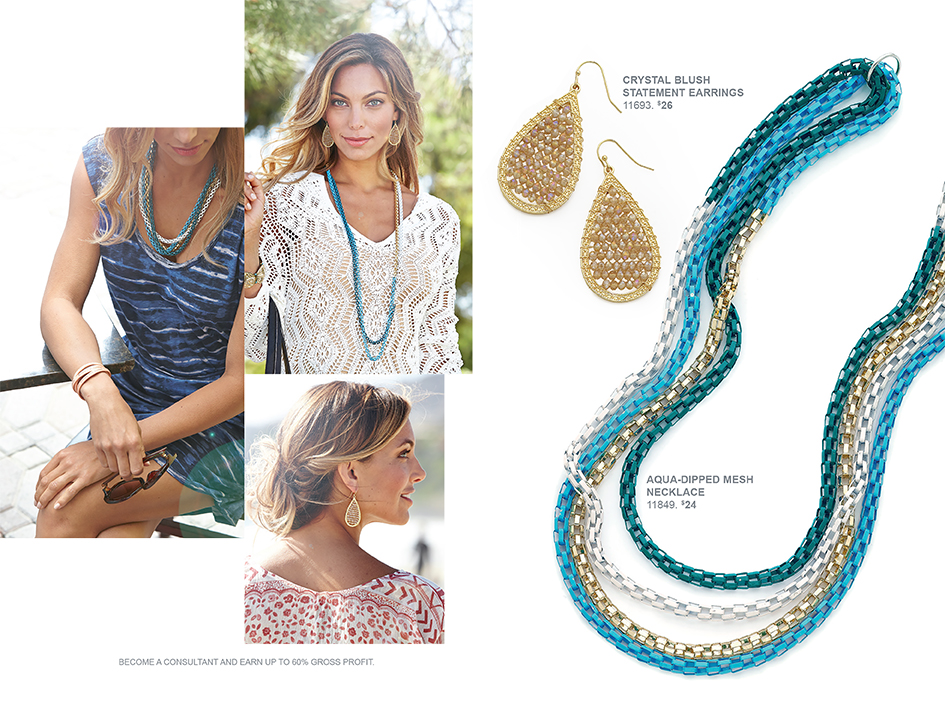 CRYSTAL BLUSH
STATEMENT EARRINGS
11693. $26
AQUA-DIPPED MESH
NECKLACE
11849. $24
BECOME A CONSULTANT AND EARN UP TO 60% GROSS PROFIT.